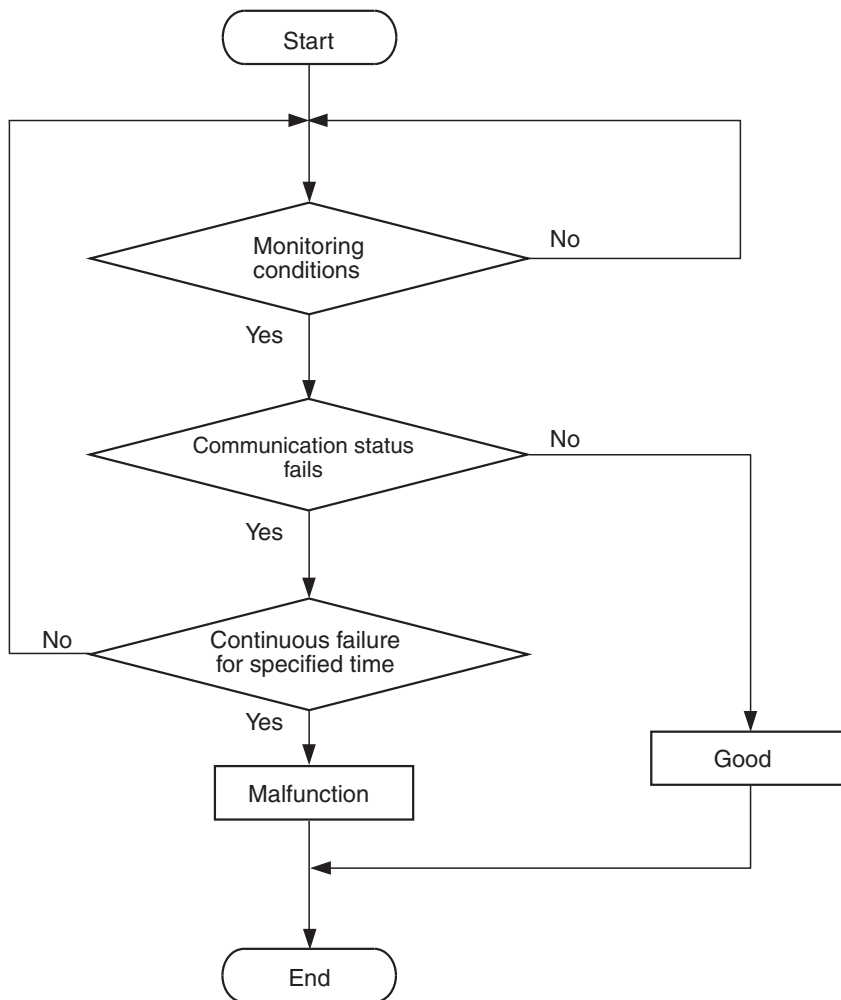 Start
Monitoring
conditions
No
Yes
Communication status
fails
No
Yes
Continuous failure
for specified time
No
Yes
Malfunction
Good
End